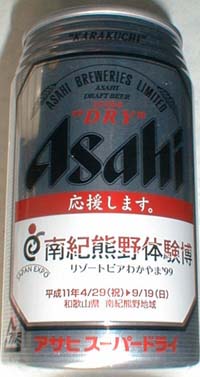 "KARAKUCHI"
ASAHI BREWERIES LIMITED
ASAHI
DRAFT BEER
"DRY"
Asahi
応援します。
JAPAN EXPO
南紀熊野体験博
リゾートピアわかやま'99
平成11年4/29(祝)▶9/19(日)
和歌山県 南紀熊野地域
アサヒスーパードライ